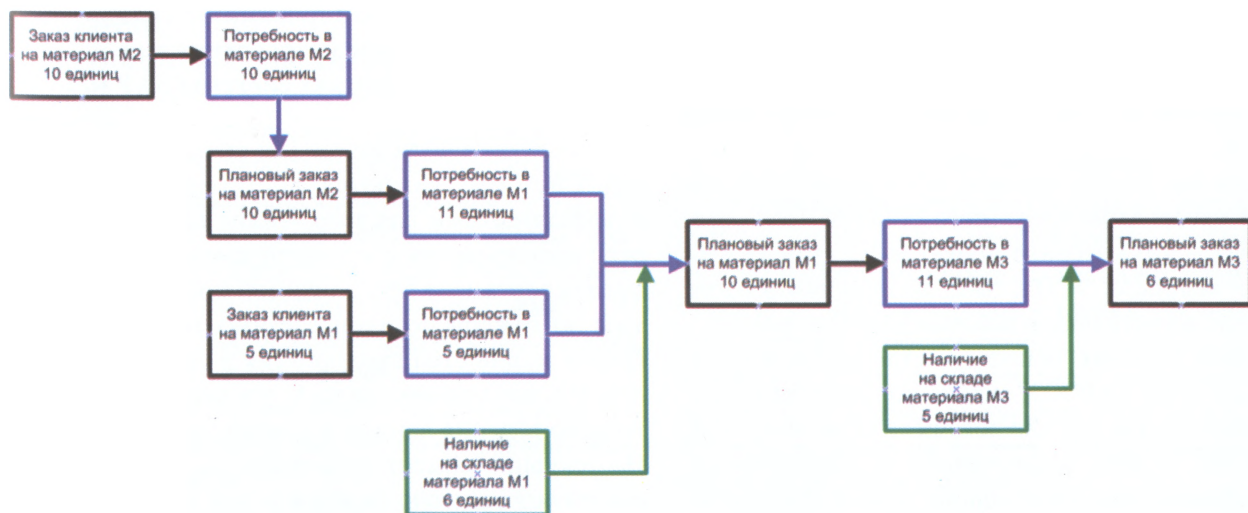 Заказ клиента
на материал М2
10 единиц
Потребность в
материале М2
10 единиц
Плановый заказ
на материал М2
10 единиц
Потребность в
материале М1
11 единиц
Заказ клиента
на материал М1
5 единиц
Потребность в
материале М1
5 единиц
Наличие
на складе
материала М1
6 единиц
Плановый заказ
на материал М1
10 единиц
Потребность в
материале М3
11 единиц
Наличие
на складе
материала М3
5 единиц
Плановый заказ
на материал М3
6 единиц